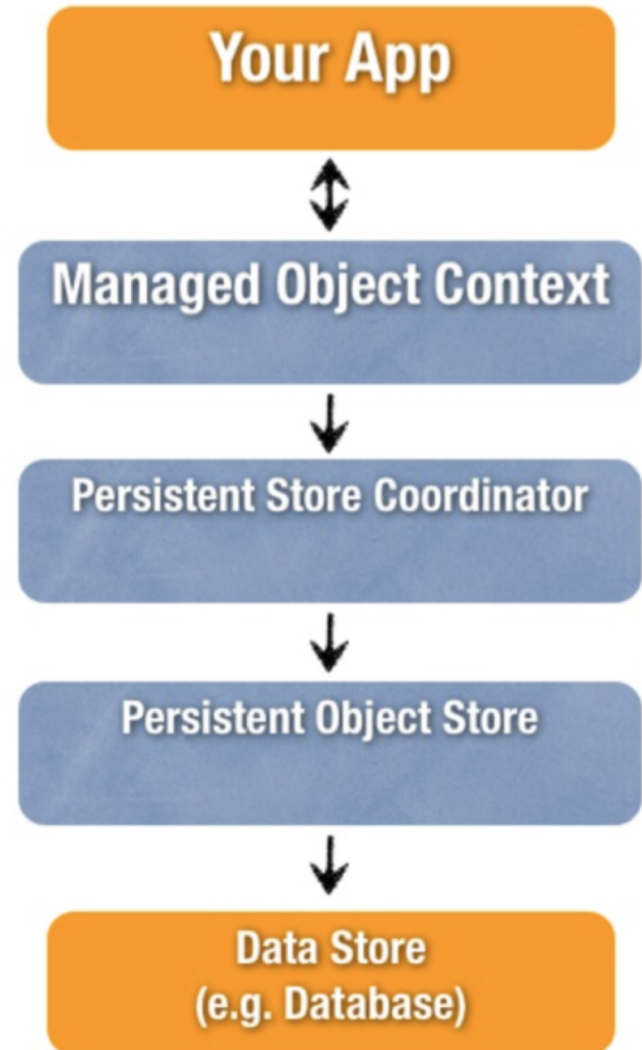 Your App
Managed Object Context
Persistent Store Coordinator
Persistent Object Store
Data Store
(e.g. Database)